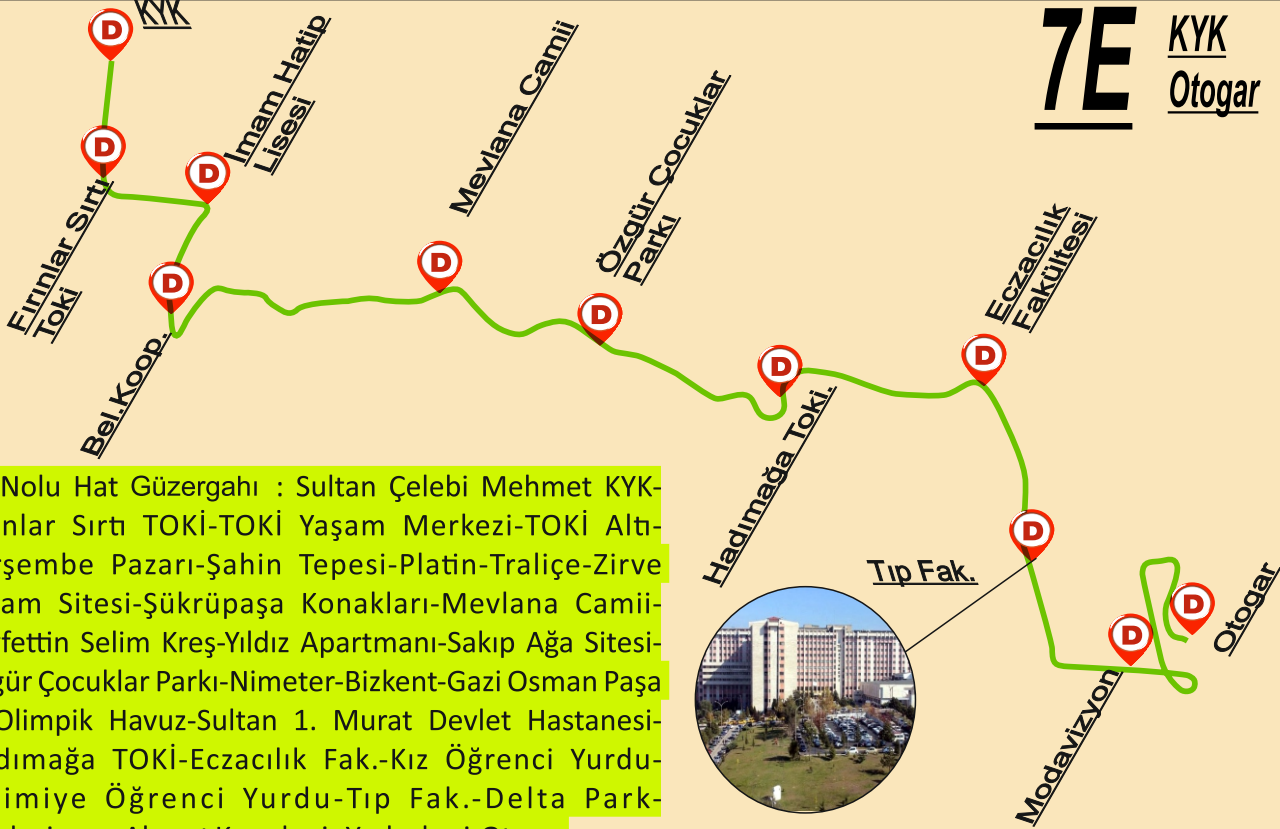 7E
KYK
Otogar
KYK
Fırınlar Sırtı
Toki
İmam Hatip
Lisesi
Bel.Koop.
Mevlana Camii
Özgür Çocuklar
Parkı
Hadımağa Toki.
Eczacılık
Fakültesi
Tıp Fak.
Modavizyon
Otogar
D
D
D
D
D
D
D
D
D
D
D
Nolu Hat Güzergahı : Sultan Çelebi Mehmet KYK-
nlar Sırtı TOKİ-TOKİ Yaşam Merkezi-TOKİ Altı-
rşembe Pazarı-Şahin Tepesi-Platin-Traliçe-Zirve
am Sitesi-Şükrüpaşa Konakları-Mevlana Camii-
fettin Selim Kreş-Yıldız Apartmanı-Sakıp Ağa Sitesi-
gür Çocuklar Parkı-Nimeter-Bizkent-Gazi Osman Paşa
Olimpik Havuz-Sultan 1. Murat Devlet Hastanesi-
dımağa TOKİ-Eczacılık Fak.-Kız Öğrenci Yurdu-
imiye Öğrenci Yurdu-Tıp Fak.-Delta Park-